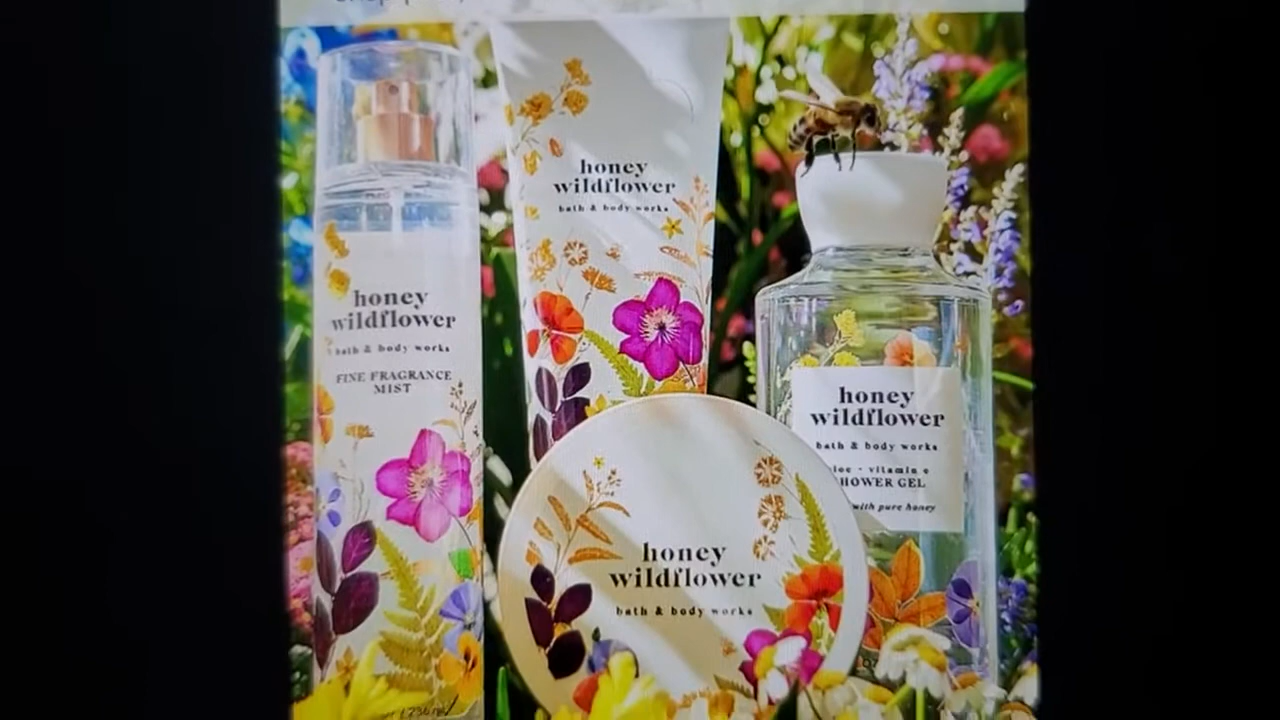 honey
wildflower
bath & body works
FINE FRAGRANCE
MIST
honey
wildflower
bath & body works
honey
wildflower
bath & body works
honey
wildflower
bath & body works
vitamin e
SHOWER GEL
with pure honey